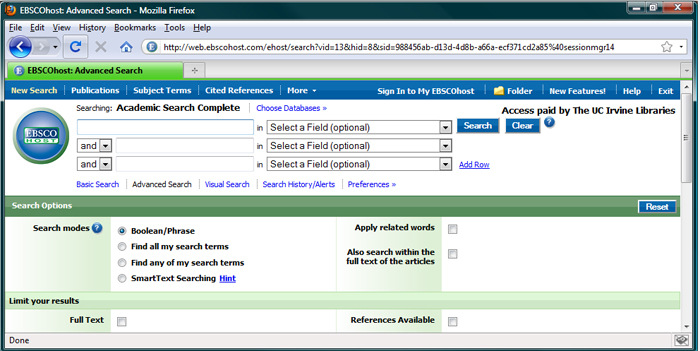 EBSCOhost: Advanced Search - Mozilla Firefox
File Edit View History Bookmarks Tools Help
http://web.ebscohost.com/ehost/search?vid=13&hid=8&sid=988456ab-d13d-4d8b-a66a-ecf371cd2a85%40sessionmgr14
EBSCOhost: Advanced Search
New Search Publications Subject Terms Cited References More Sign In to My EBSCOhost Folder New Features! Help Exit
Searching: Academic Search Complete Choose Databases »
Access paid by The UC Irvine Libraries
EBSCO HOST
in Select a Field (optional) Search Clear ?
and in Select a Field (optional)
and in Select a Field (optional) Add Row
Basic Search Advanced Search Visual Search Search History/Alerts Preferences »
Search Options Reset
Search modes ? Boolean/Phrase Apply related words
Find all my search terms Also search within the
Find any of my search terms full text of the articles
SmartText Searching Hint
Limit your results
Full Text References Available
Done